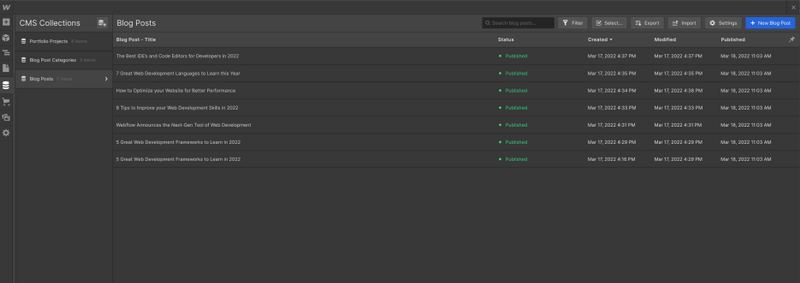 CMS Collections
Blog Posts
Search blog posts...
Filter
Select...
Export
Import
Settings
+ New Blog Post
Portfolio Projects
Blog Post Categories
Blog Posts 7 items
Blog Post - Title Status Created Modified Published
The Best IDE's and Code Editors for Developers in 2022 Published Mar 17, 2022 4:37 PM Mar 17, 2022 4:37 PM Mar 18, 2022 11:03 AM
7 Great Web Development Languages to Learn this Year Published Mar 17, 2022 4:35 PM Mar 17, 2022 4:35 PM Mar 18, 2022 11:03 AM
How to Optimize your Website for Better Performance Published Mar 17, 2022 4:34 PM Mar 17, 2022 4:38 PM Mar 18, 2022 11:03 AM
Tips to Improve your Web Development Skills in 2022 Published Mar 17, 2022 4:33 PM Mar 17, 2022 4:33 PM Mar 18, 2022 11:03 AM
Webflow Announces the Next-Gen Tool of Web Development Published Mar 17, 2022 4:31 PM Mar 17, 2022 4:31 PM Mar 18, 2022 11:03 AM
5 Great Web Development Frameworks to Learn in 2022 Published Mar 17, 2022 4:29 PM Mar 17, 2022 4:29 PM Mar 18, 2022 11:03 AM
5 Great Web Development Frameworks to Learn in 2022 Published Mar 17, 2022 4:16 PM Mar 17, 2022 4:29 PM Mar 18, 2022 11:03 AM